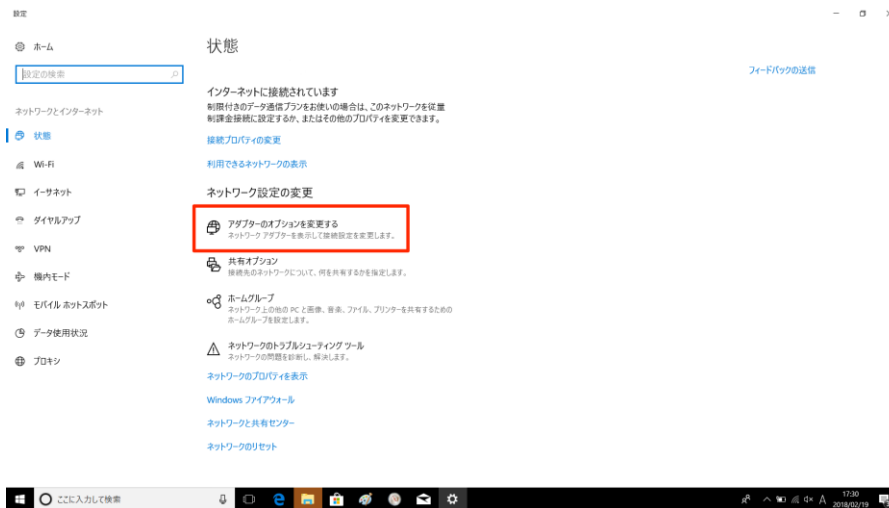 設定
ホーム
設定の検索
ネットワークとインターネット
状態
Wi-Fi
イーサネット
ダイヤルアップ
VPN
機内モード
モバイル ホットスポット
データ使用状況
プロキシ
状態
フィードバックの送信
インターネットに接続されています
制限付きのデータ通信プランをお使いの場合は、このネットワークを従量
制課金接続に設定するか、またはその他のプロパティを変更できます。
接続プロパティの変更
利用できるネットワークの表示
ネットワーク設定の変更
アダプターのオプションを変更する
ネットワーク アダプターを表示して接続設定を変更します。
共有オプション
接続先のネットワークについて、何を共有するかを指定します。
ホームグループ
ネットワーク上の他の PC と画像、音楽、ファイル、プリンターを共有するための
ホームグループを設定します。
ネットワークのトラブルシューティング ツール
ネットワークの問題を診断し、解決します。
ネットワークのプロパティを表示
Windows ファイアウォール
ネットワークと共有センター
ネットワークのリセット
ここに入力して検索
A
17:30
2018/02/19